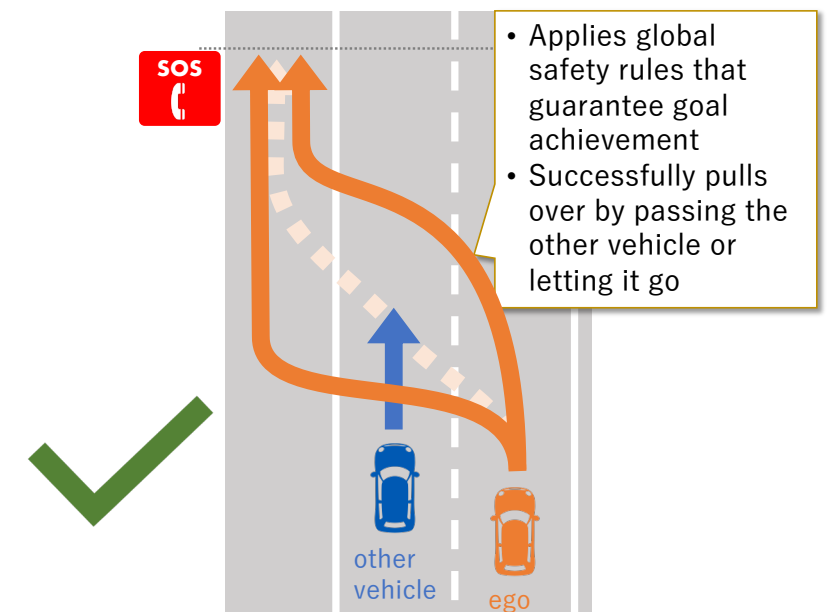 SOS
• Applies global
safety rules that
guarantee goal
achievement
• Successfully pulls
over by passing the
other vehicle or
letting it go
other
vehicle
ego